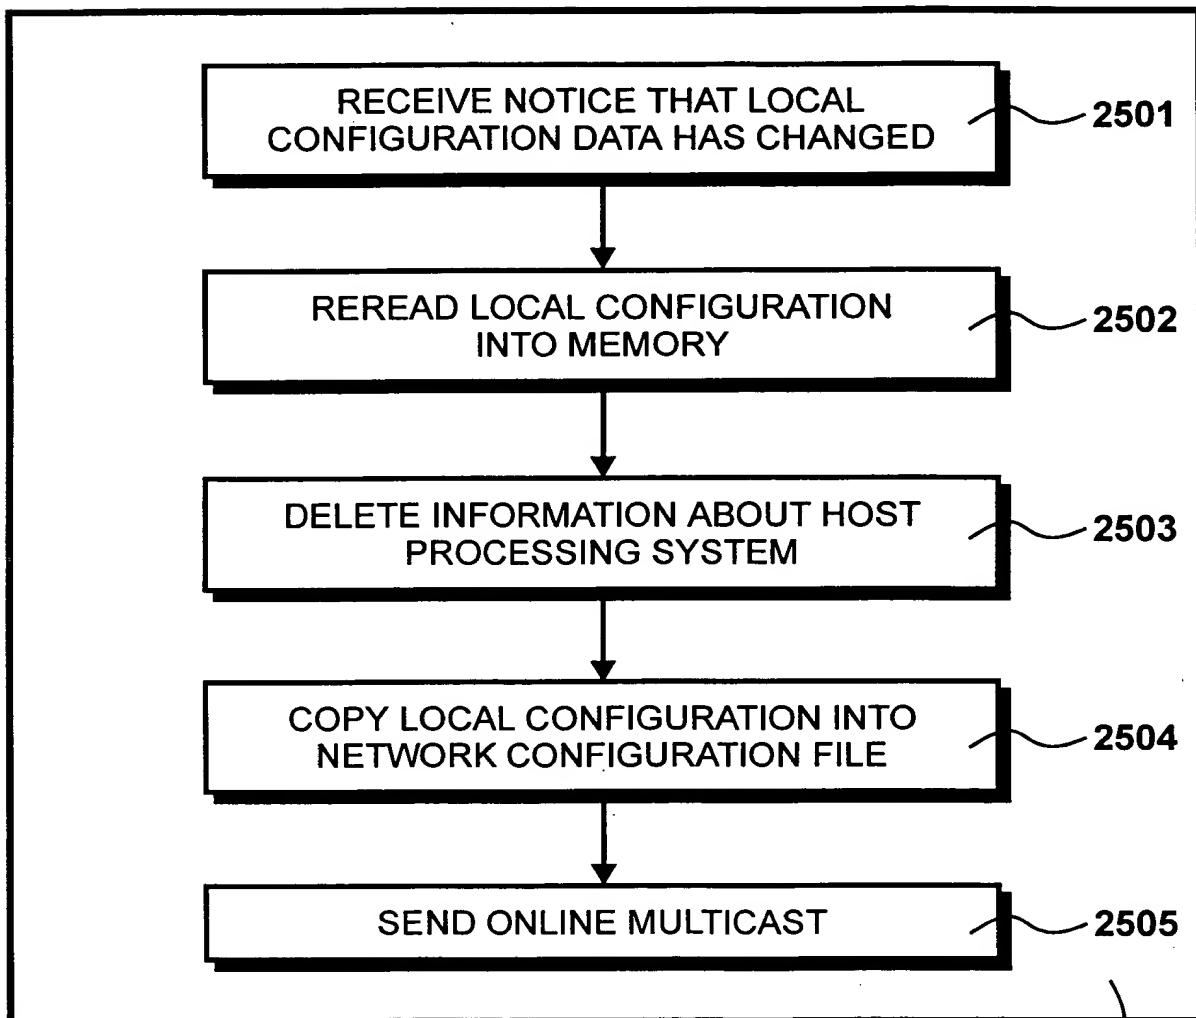 RECEIVE NOTICE THAT LOCAL
CONFIGURATION DATA HAS CHANGED
2501
REREAD LOCAL CONFIGURATION
INTO MEMORY
2502
DELETE INFORMATION ABOUT HOST
PROCESSING SYSTEM
2503
COPY LOCAL CONFIGURATION INTO
NETWORK CONFIGURATION FILE
2504
SEND ONLINE MULTICAST
2505